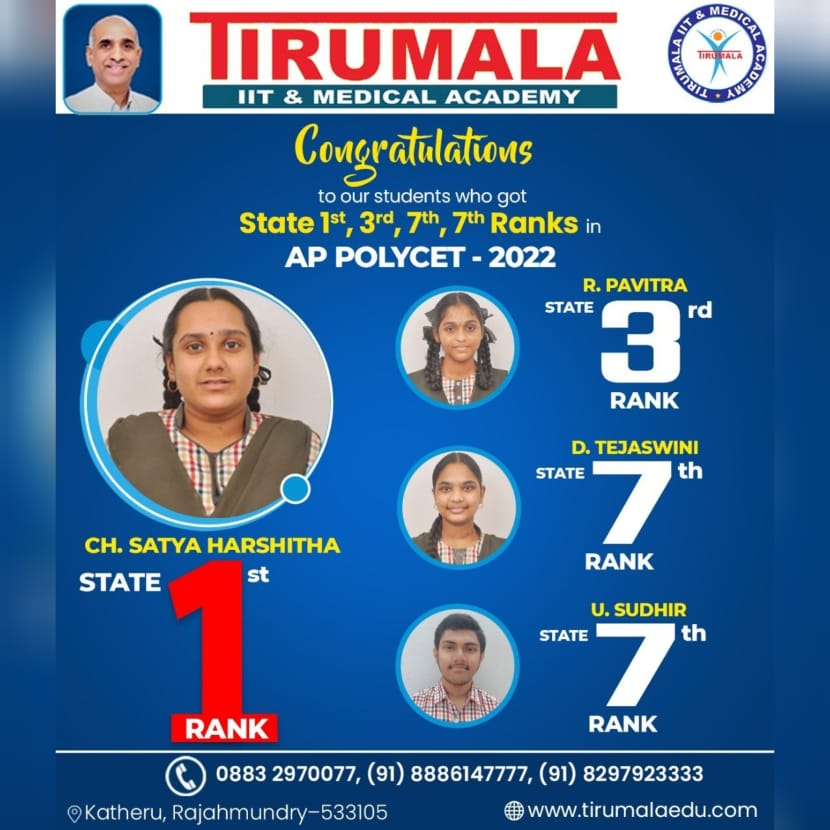 TIRUMALA
IIT & MEDICAL ACADEMY
TIRUMALA IIT & MEDICAL ACADEMY
TIRUMALA
Congratulations
to our students who got
State 1st, 3rd, 7th, 7th Ranks in
AP POLYCET - 2022
CH. SATYA HARSHITHA
STATE 1st
RANK
R. PAVITRA
STATE 3rd
RANK
D. TEJASWINI
STATE 7th
RANK
U. SUDHIR
STATE 7th
RANK
0883 2970077, (91) 8886147777, (91) 8297923333
Katheru, Rajahmundry–533105
www.tirumalaedu.com